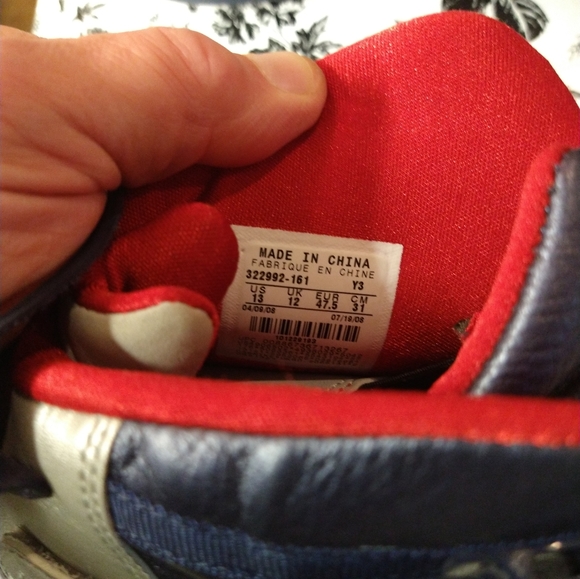 MADE IN CHINA
FABRIQUE EN CHINE
322992-161 Y3
US UK EUR CM
13 12 47.5 31
04/09/08 07/19/08